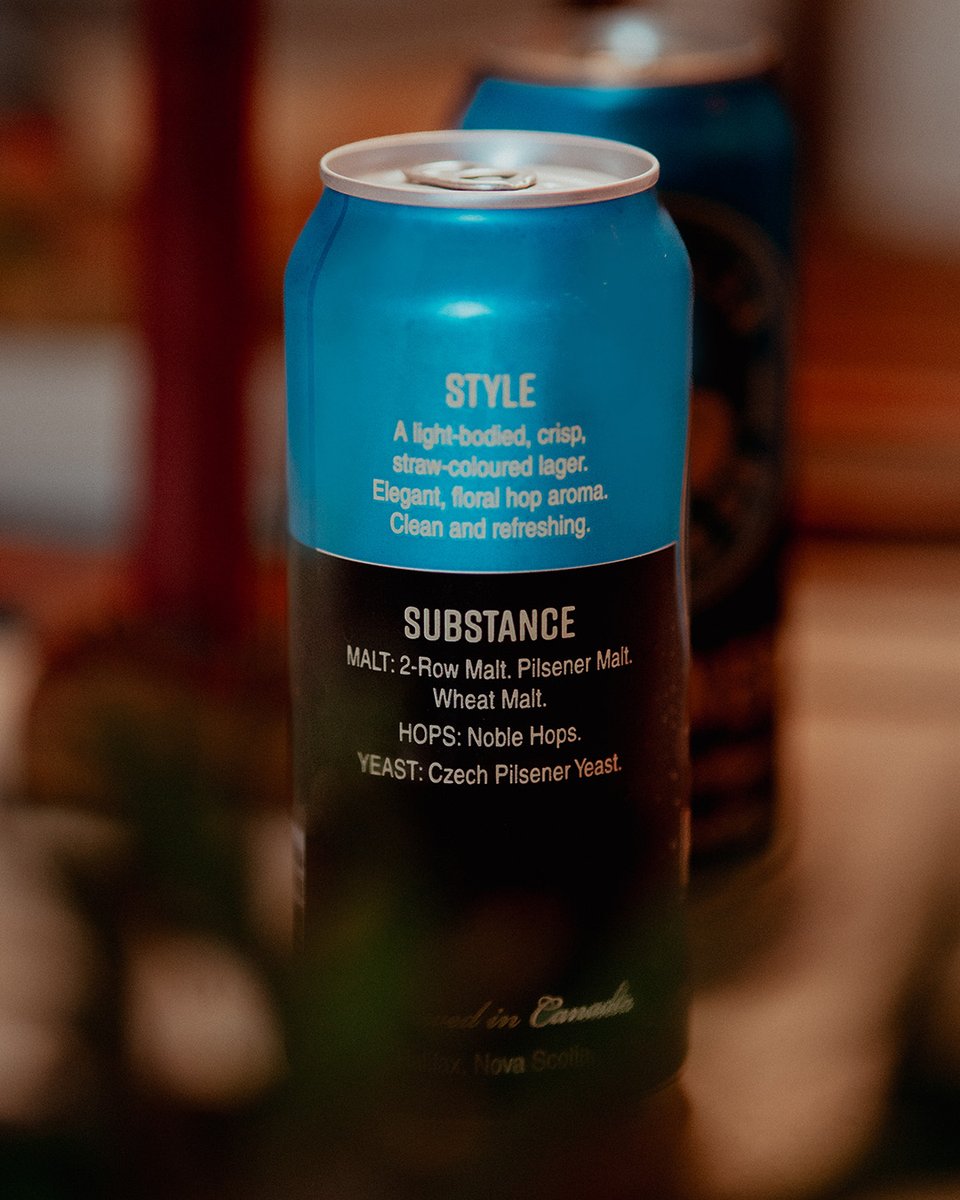 STYLE
A light-bodied, crisp,
straw-coloured lager.
Elegant, floral hop aroma.
Clean and refreshing.
SUBSTANCE
MALT: 2-Row Malt. Pilsener Malt.
Wheat Malt.
HOPS: Noble Hops.
YEAST: Czech Pilsener Yeast.
in Canada
Nova Scotia